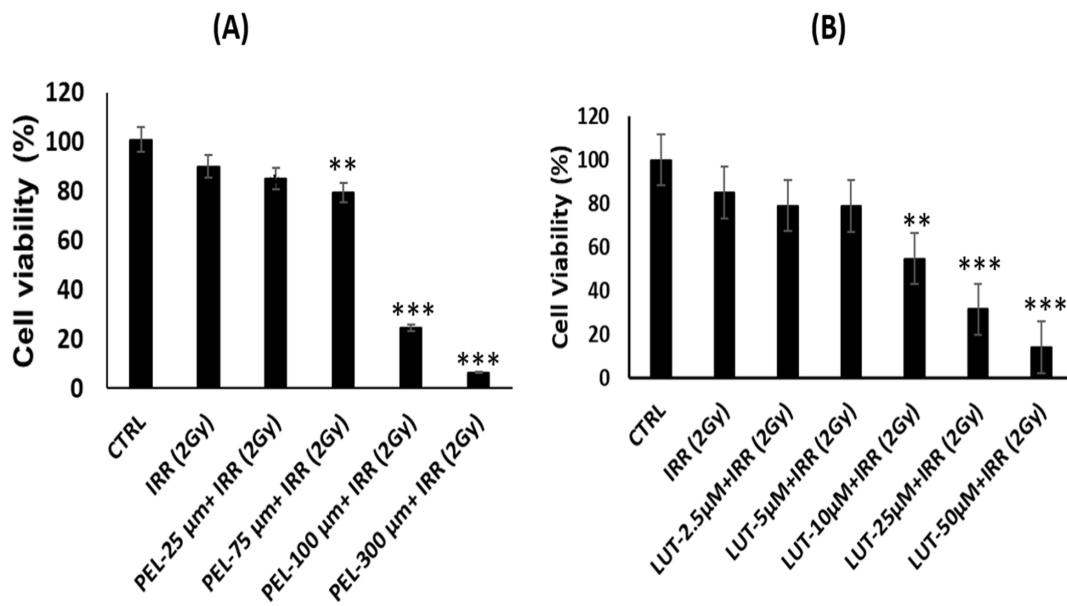 (A)
Cell viability (%)
120
100
80
60
40
20
0
**
***
***
CTRL
IRR (2Gy)
PEL-25 µm+ IRR (2Gy)
PEL-75 µm+ IRR (2Gy)
PEL-100 µm+ IRR (2Gy)
PEL-300 µm+ IRR (2Gy)
(B)
Cell Viability (%)
120
100
80
60
40
20
0
**
***
***
CTRL
IRR (2Gy)
LUT-2.5µM+IRR (2Gy)
LUT-5µM+IRR (2Gy)
LUT-10µM+IRR (2Gy)
LUT-25µM+IRR (2Gy)
LUT-50µM+IRR (2Gy)